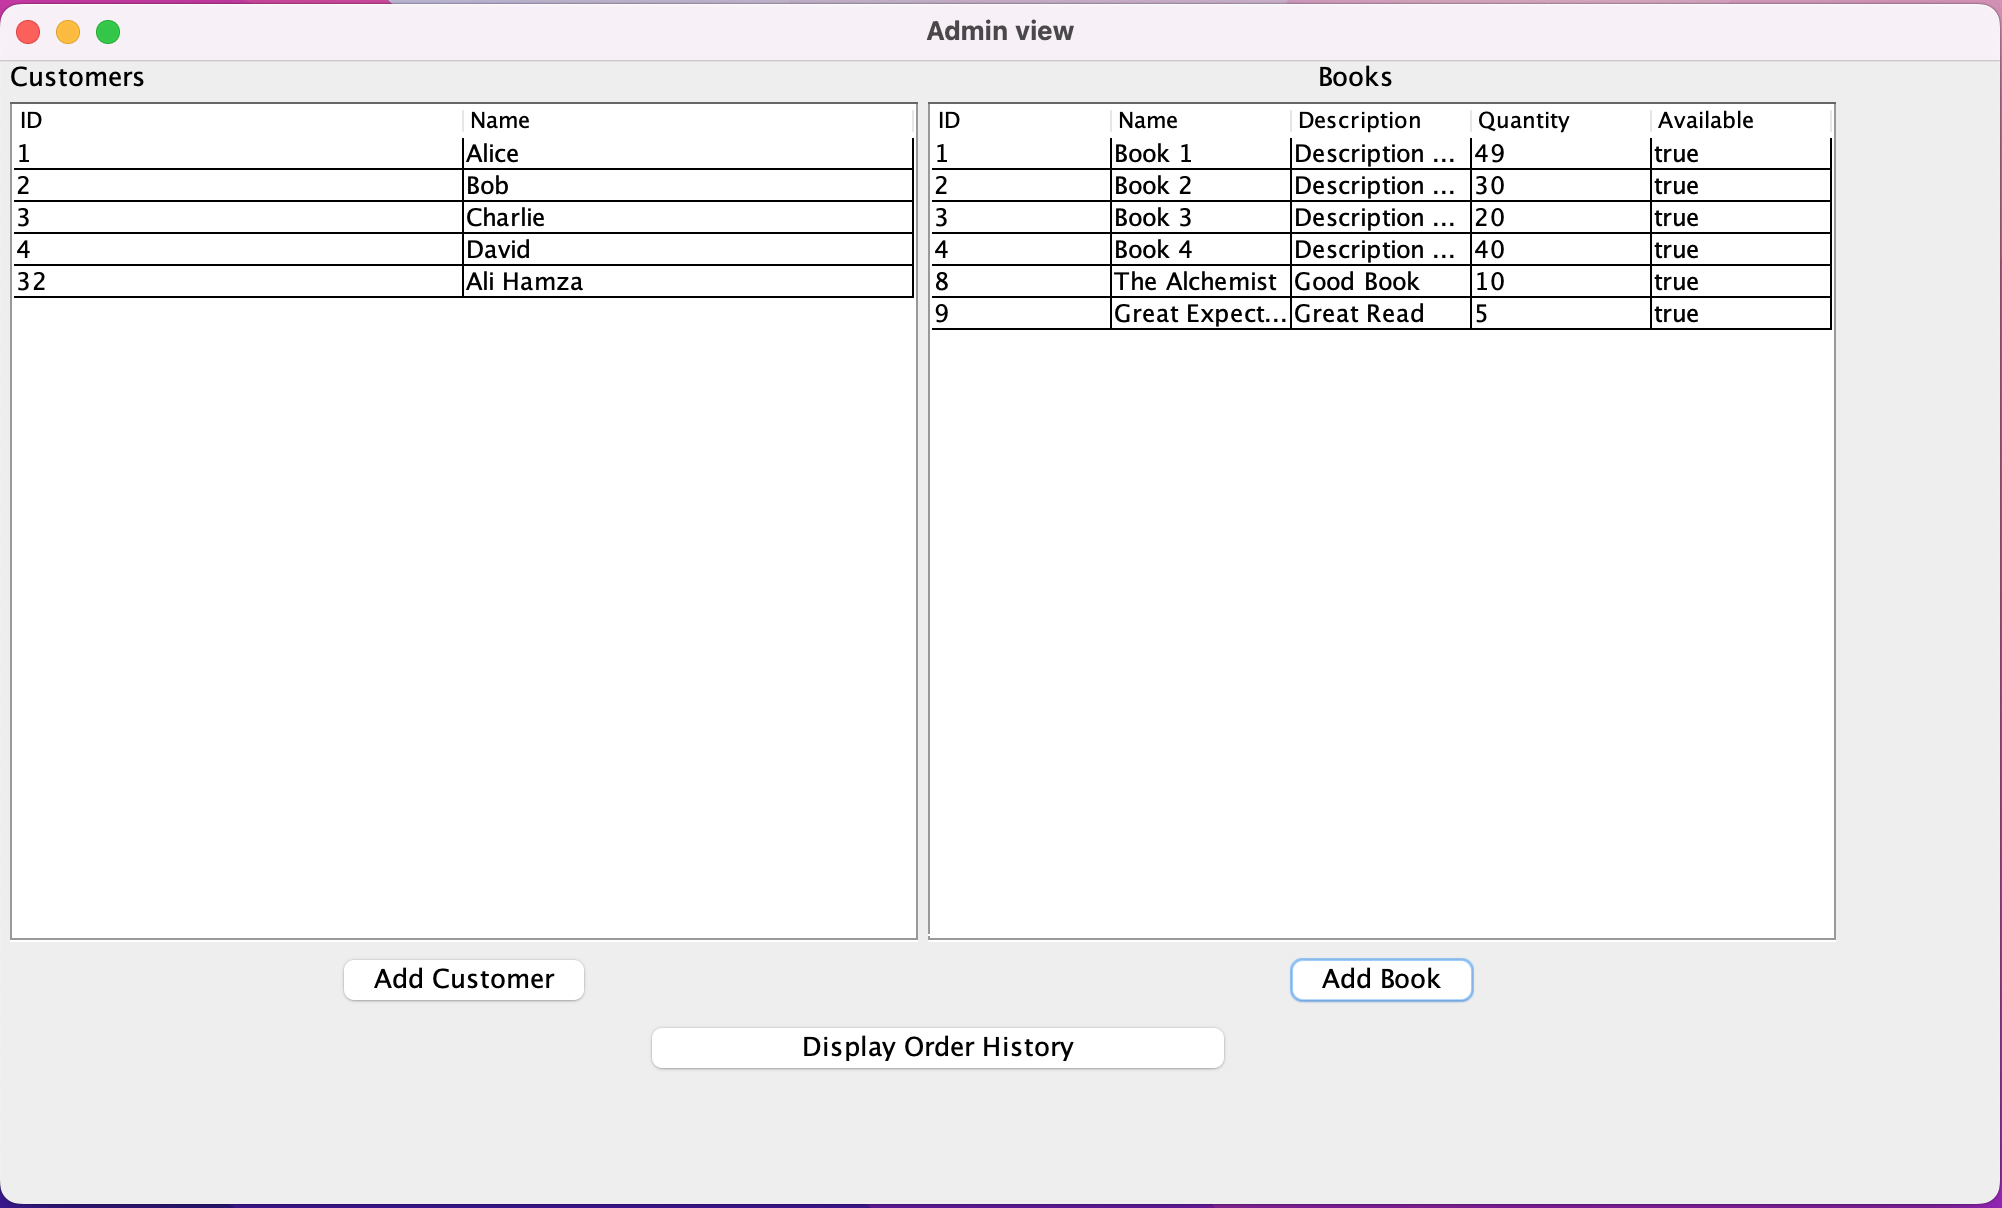 Admin view
Customers
ID Name
1 Alice
2 Bob
3 Charlie
4 David
32 Ali Hamza
Books
ID Name Description Quantity Available
1 Book 1 Description ... 49 true
2 Book 2 Description ... 30 true
3 Book 3 Description ... 20 true
4 Book 4 Description ... 40 true
8 The Alchemist Good Book 10 true
9 Great Expect... Great Read 5 true
Add Customer
Add Book
Display Order History